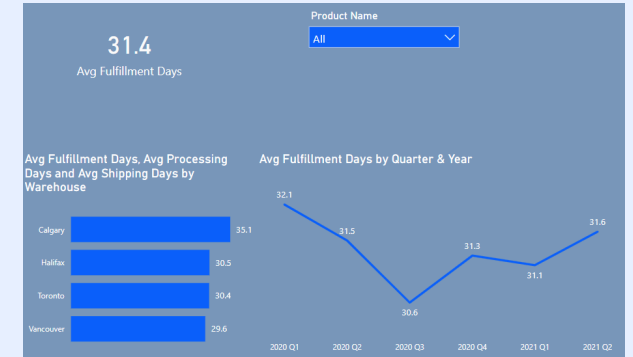 Product Name
All
31.4
Avg Fulfillment Days
Avg Fulfillment Days, Avg Processing
Days and Avg Shipping Days by
Warehouse
Calgary 35.1
Halifax 30.5
Toronto 30.4
Vancouver 29.6
Avg Fulfillment Days by Quarter & Year
32.1
31.5
30.6
31.3
31.1
31.6
2020 Q1 2020 Q2 2020 Q3 2020 Q4 2021 Q1 2021 Q2